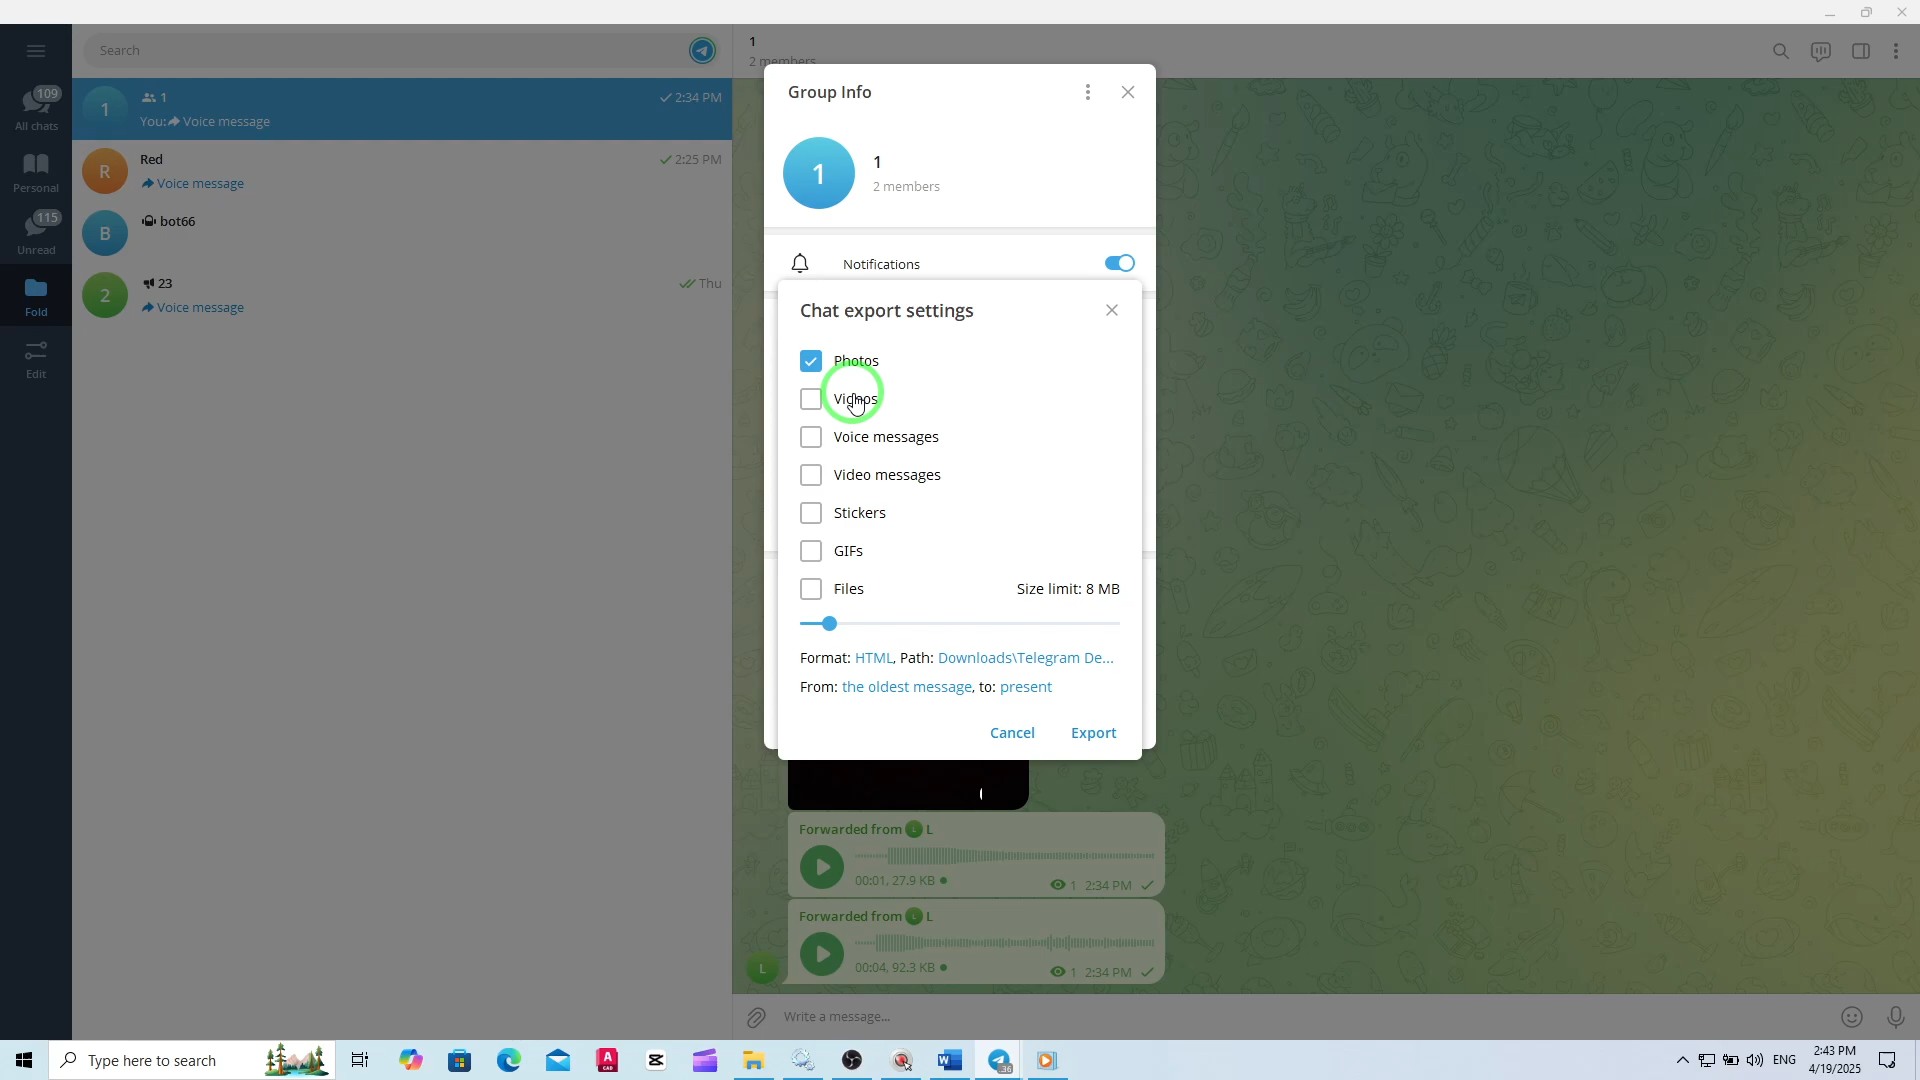 Search
1
2 members
109
All chats
Personal
115
Unread
Fold
Edit
1
1
2:34 PM
You: Voice message
R
Red
2:25 PM
Voice message
B
bot66
2
23
Thu
Voice message
Group Info
1
1
2 members
Notifications
Chat export settings
Photos
Videos
Voice messages
Video messages
Stickers
GIFs
Files
Size limit: 8 MB
Format: HTML, Path: Downloads\Telegram De...
From: the oldest message, to: present
Cancel
Export
Forwarded from L L
00:01, 27.9 KB
1 2:34 PM
Forwarded from L L
00:04, 92.3 KB
1 2:34 PM
L
Write a message...
Type here to search
A
CAD
W
.36
ENG
2:43 PM
4/19/2025